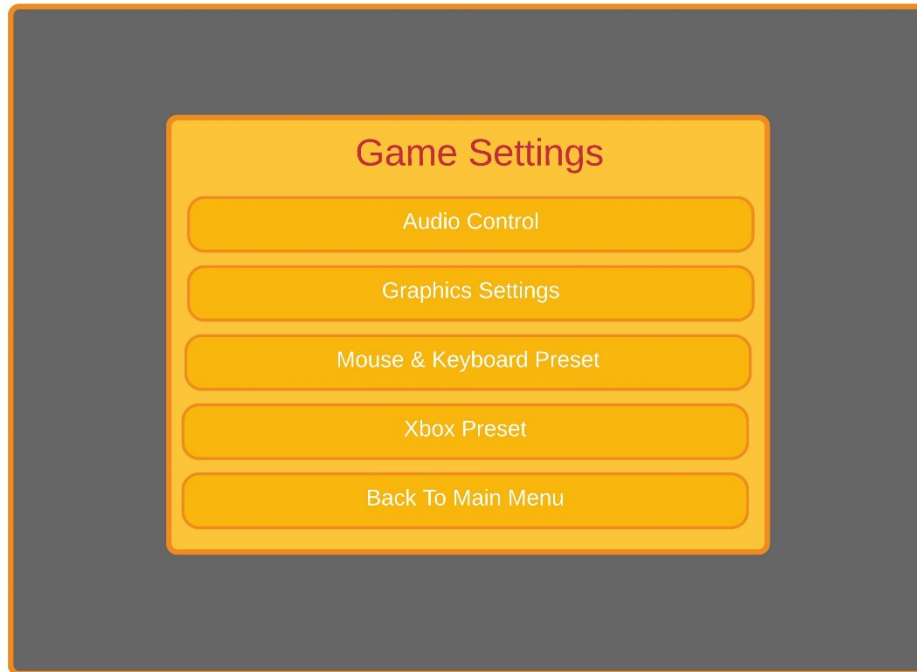 Game Settings
Audio Control
Graphics Settings
Mouse & Keyboard Preset
Xbox Preset
Back To Main Menu